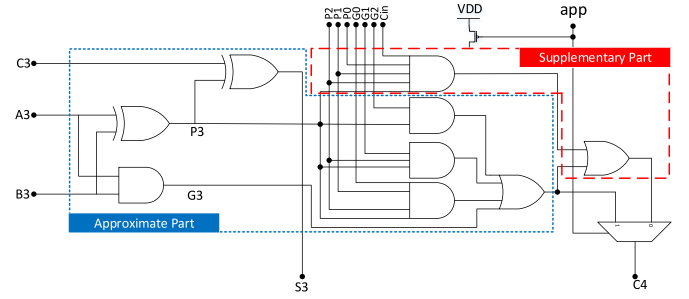 P2 P1 P0 G0 G1 G2 Cin
VDD
app
Supplementary Part
C3
A3
P3
B3
G3
Approximate Part
1 0
S3
C4